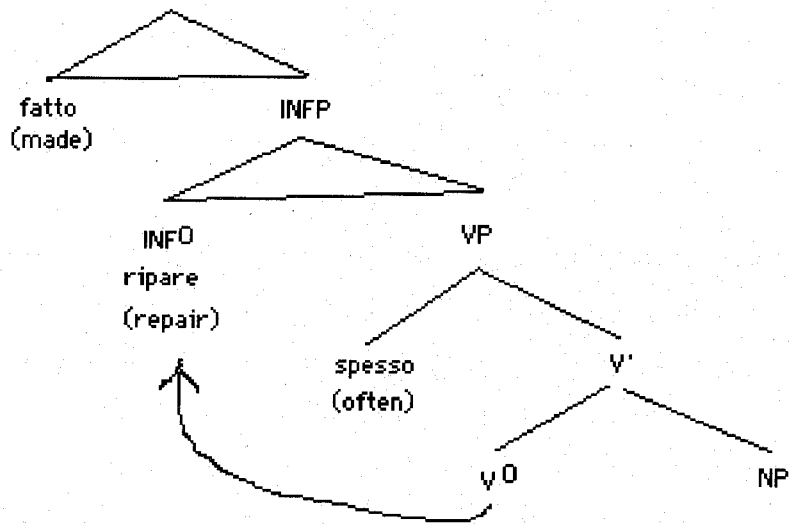 fatto
(made)
INFP
INF⁰
ripare
(repair)
VP
spesso
(often)
V'
V⁰
NP